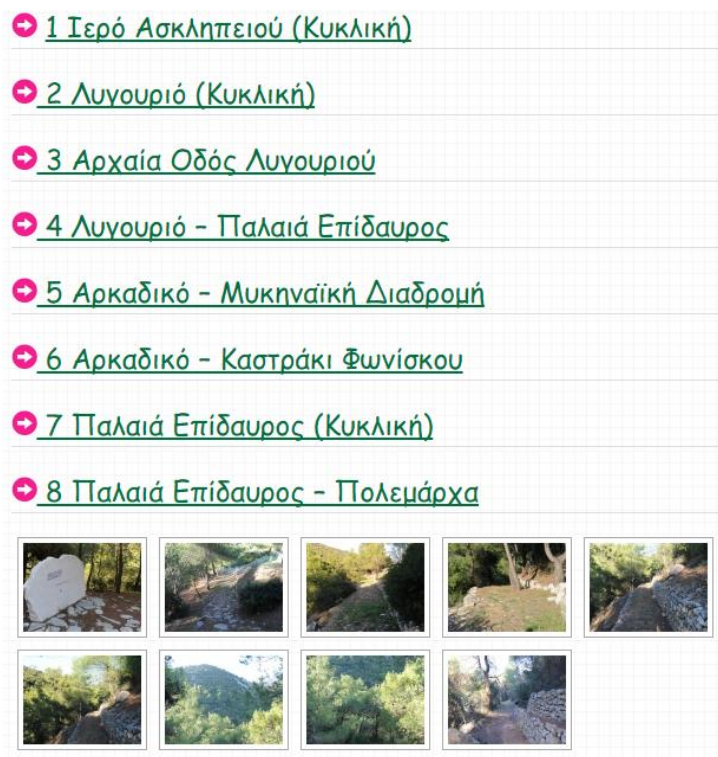 1 Ιερό Ασκληπειού (Κυκλική)
2 Λυγουριό (Κυκλική)
3 Αρχαία Οδός Λυγουριού
4 Λυγουριό – Παλαιά Επίδαυρος
5 Αρκαδικό – Μυκηναϊκή Διαδρομή
6 Αρκαδικό – Καστράκι Φωνίσκου
7 Παλαιά Επίδαυρος (Κυκλική)
8 Παλαιά Επίδαυρος – Πολεμάρχα